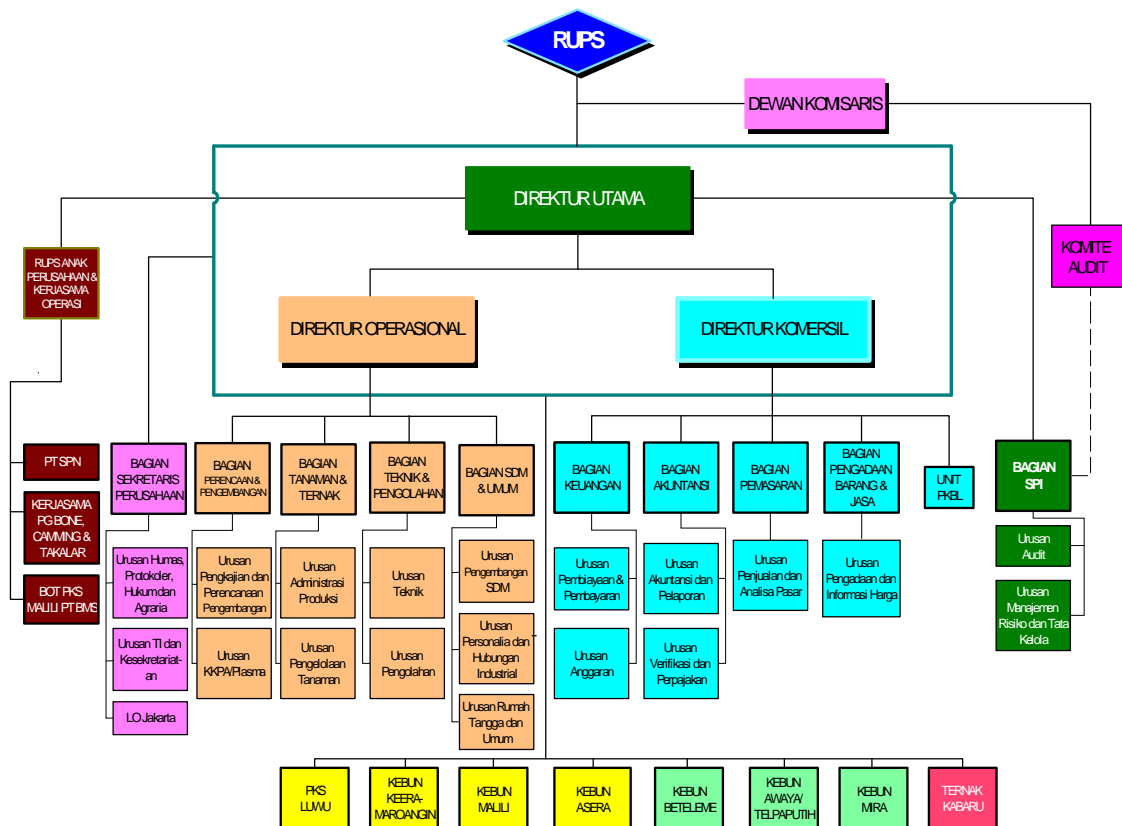 RUPS
DEWAN KOMISARIS
DIREKTUR UTAMA
RUPS ANAK
PERUSAHAAN &
KERJASAMA
OPERASI
KOMITE
AUDIT
DIREKTUR OPERASIONAL
DIREKTUR KOMERSIL
PT SPN
KERJASAMA
PG BONE,
CAMMING &
TAKALAR
BOT PKS
MALILI PT BMS
BAGIAN
SEKRETARIS
PERUSAHAAN
BAGIAN
PERENCAAN &
PENGEMBANGAN
BAGIAN
TANAMAN &
TERNAK
BAGIAN
TEKNIK &
PENGOLAHAN
BAGIAN SDM
& UMUM
BAGIAN
KEUANGAN
BAGIAN
AKUNTANSI
BAGIAN
PEMASARAN
BAGIAN
PENGADAAN
BARANG &
JASA
UNIT
PKBL
BAGIAN
SPI
Urusan Humas,
Protokoler,
Hukum dan
Agraria
Urusan TI dan
Kesekretariat-
an
LO Jakarta
Urusan
Pengkajian dan
Perencanaan
Pengembangan
Urusan
KKPA/Plasma
Urusan
Administrasi
Produksi
Urusan
Pengelolaan
Tanaman
Urusan
Teknik
Urusan
Pengolahan
Urusan
Pengembangan
SDM
Urusan
Personalia dan
Hubungan
Industrial
Urusan Rumah
Tangga dan
Umum
Urusan
Pembiayaan &
Pembayaran
Urusan
Anggaran
Urusan
Akuntansi dan
Pelaporan
Urusan
Verifikasi dan
Perpajakan
Urusan
Penjualan dan
Analisa Pasar
Urusan
Pengadaan dan
Informasi Harga
Urusan
Audit
Urusan
Manajemen
Risiko dan Tata
Kelola
PKS
LUWU
KEBUN
KEERA-
MAROANGIN
KEBUN
MALILI
KEBUN
ASERA
KEBUN
BETELEME
KEBUN
AWAYA/
TELPAPUTIH
KEBUN
MIRA
TERNAK
KABARU